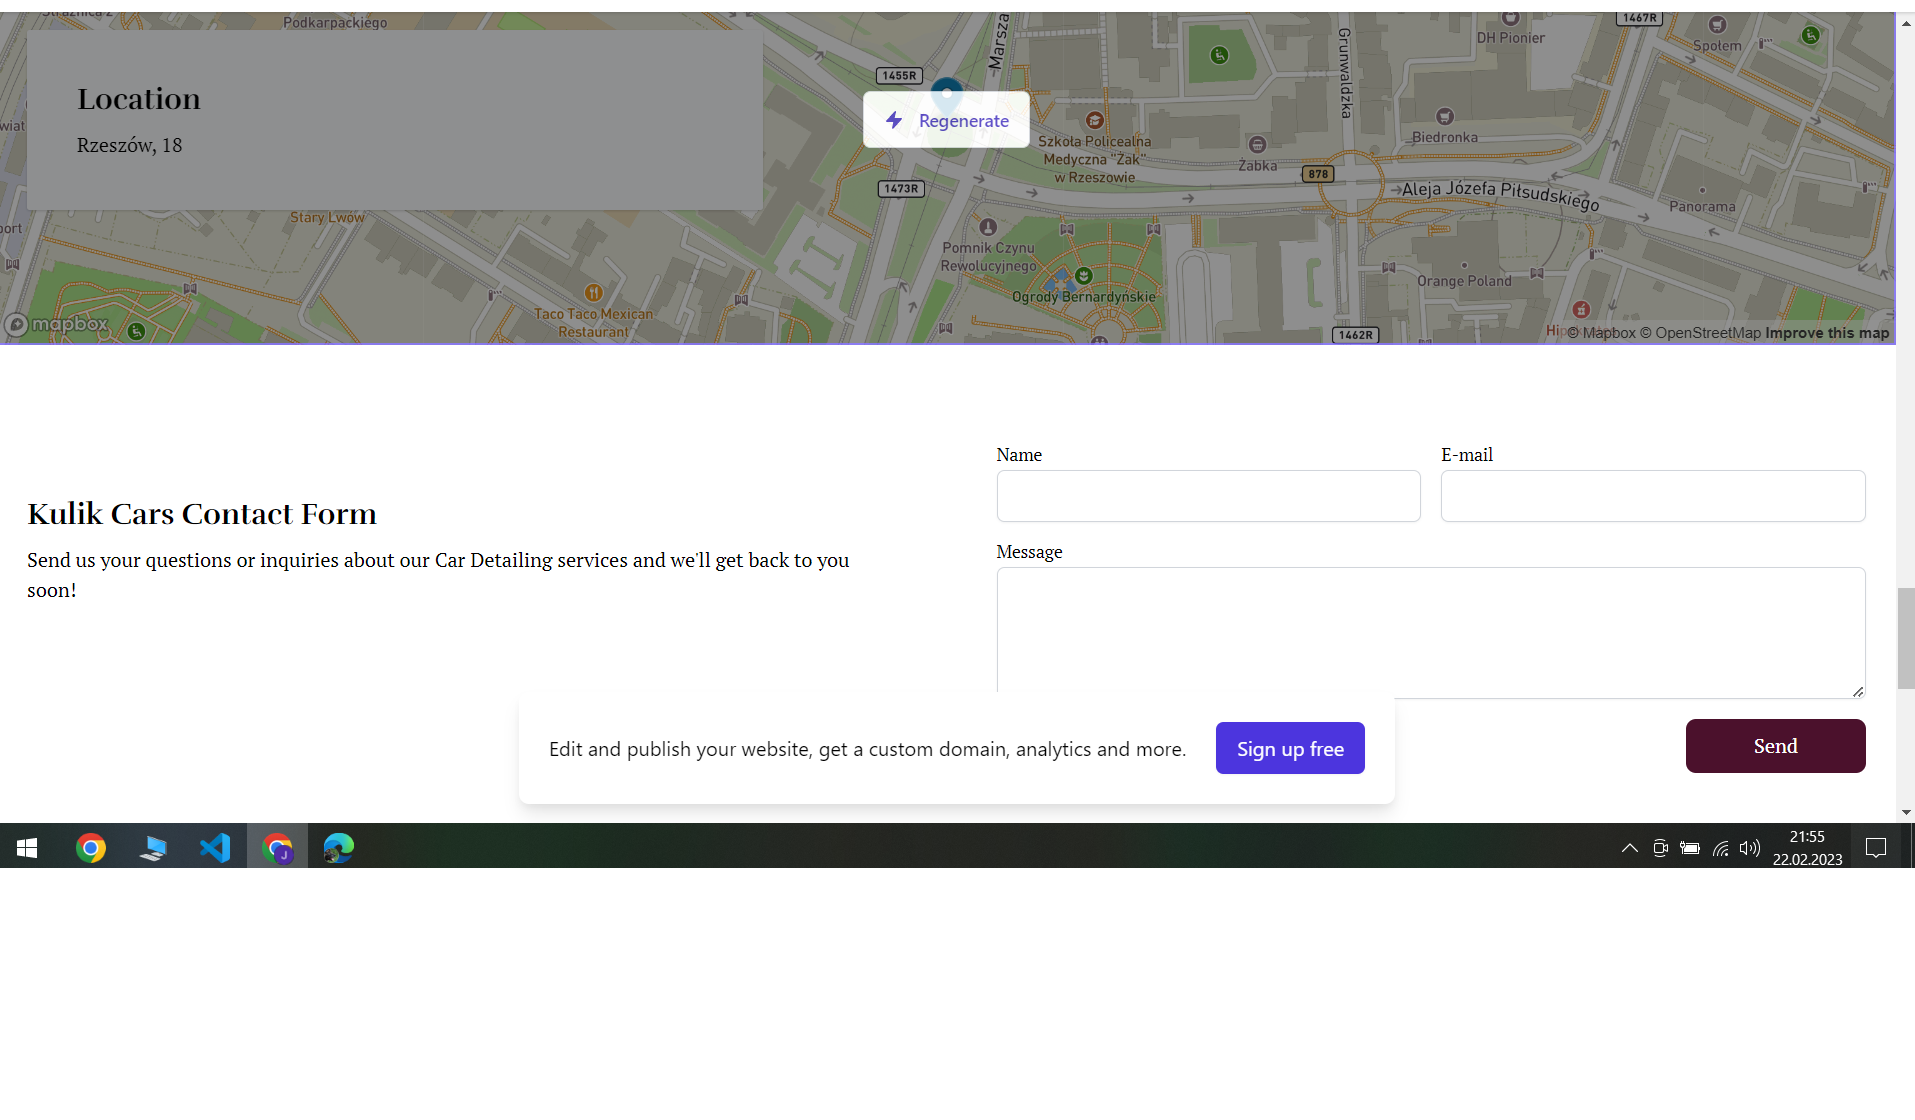 Podkarpackiego
Location
Rzeszów, 18
Stary Lwów
Taco Taco Mexican
Restaurant
mapbox
1455R
Regenerate
1473R
Szkoła Policealna
Medyczna "Żak"
w Rzeszowie
Pomnik Czynu
Rewolucyjnego
Ogrody Bernardyńskie
Żabka
878
Grunwaldzka
Biedronka
DH Pionier
1467R
Społem
Aleja Józefa Piłsudskiego
Panorama
Orange Poland
1462R
© Mapbox © OpenStreetMap Improve this map
Kulik Cars Contact Form
Send us your questions or inquiries about our Car Detailing services and we'll get back to you
soon!
Name
E-mail
Message
Send
Edit and publish your website, get a custom domain, analytics and more.
Sign up free
21:55
22.02.2023